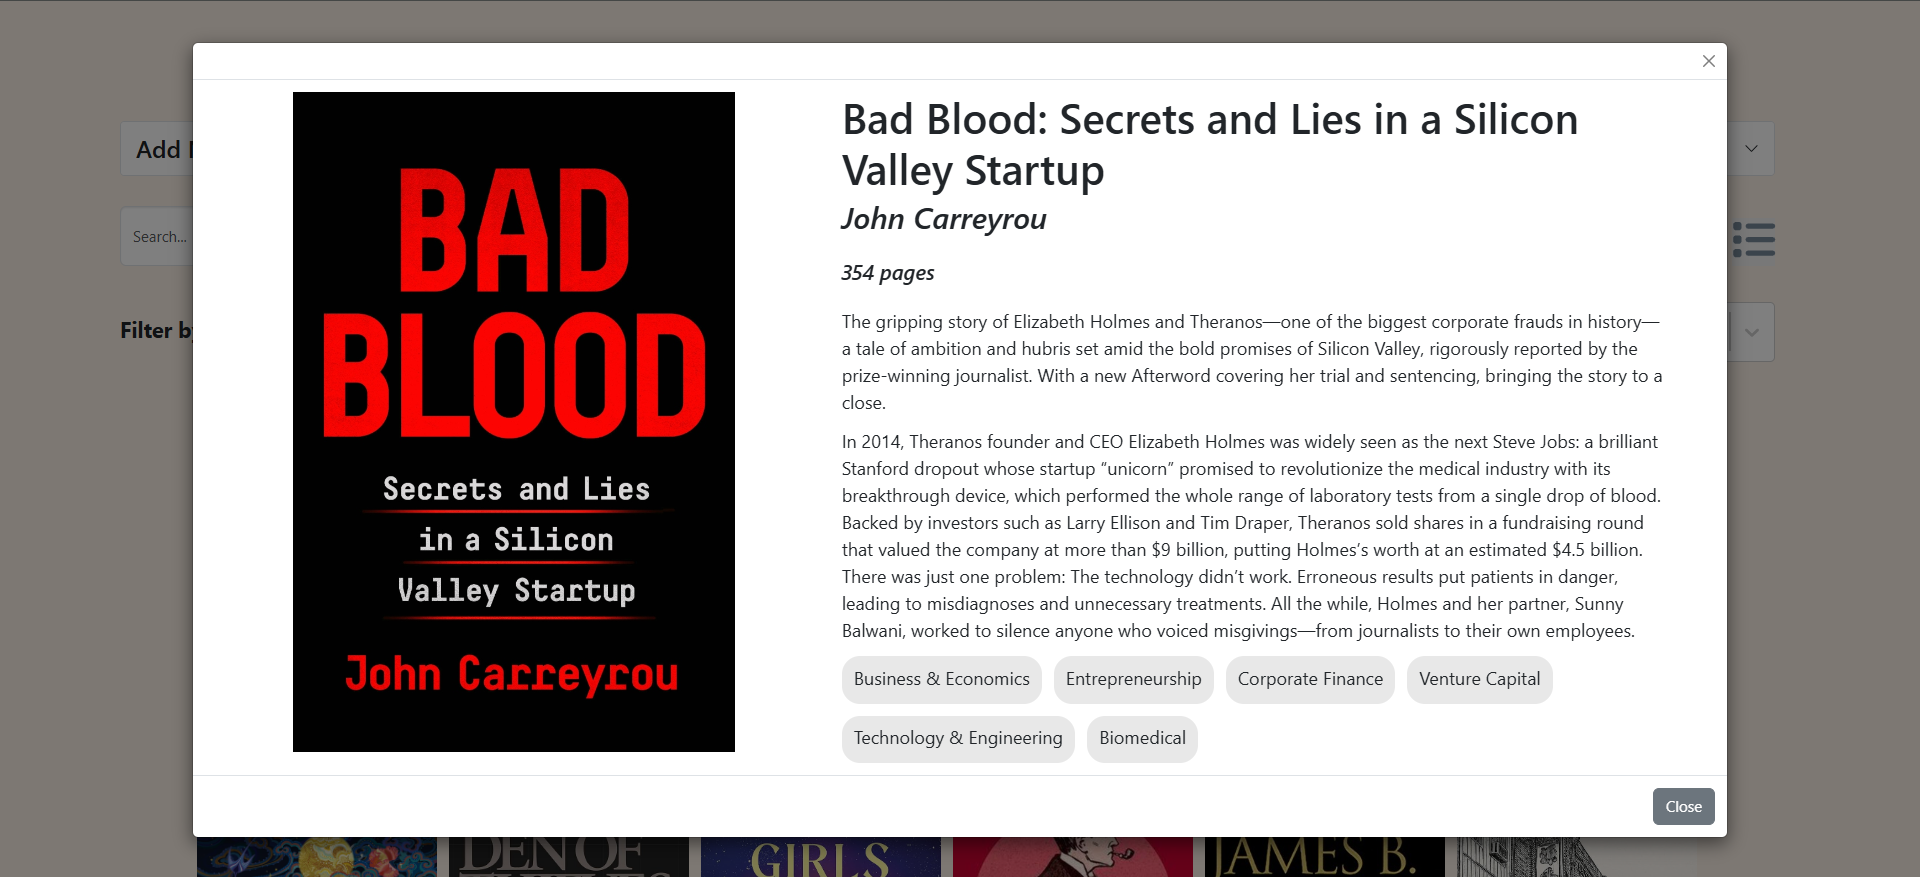 Add
Search...
Filter
BAD
BLOOD
Secrets and Lies
in a Silicon
Valley Startup
John Carreyrou
Bad Blood: Secrets and Lies in a Silicon
Valley Startup
John Carreyrou
354 pages
The gripping story of Elizabeth Holmes and Theranos—one of the biggest corporate frauds in history—
a tale of ambition and hubris set amid the bold promises of Silicon Valley, rigorously reported by the
prize-winning journalist. With a new Afterword covering her trial and sentencing, bringing the story to a
close.
In 2014, Theranos founder and CEO Elizabeth Holmes was widely seen as the next Steve Jobs: a brilliant
Stanford dropout whose startup “unicorn” promised to revolutionize the medical industry with its
breakthrough device, which performed the whole range of laboratory tests from a single drop of blood.
Backed by investors such as Larry Ellison and Tim Draper, Theranos sold shares in a fundraising round
that valued the company at more than $9 billion, putting Holmes’s worth at an estimated $4.5 billion.
There was just one problem: The technology didn’t work. Erroneous results put patients in danger,
leading to misdiagnoses and unnecessary treatments. All the while, Holmes and her partner, Sunny
Balwani, worked to silence anyone who voiced misgivings—from journalists to their own employees.
Business & Economics Entrepreneurship Corporate Finance Venture Capital
Technology & Engineering Biomedical
Close
DEN OF
GIRLS
JAMES B.